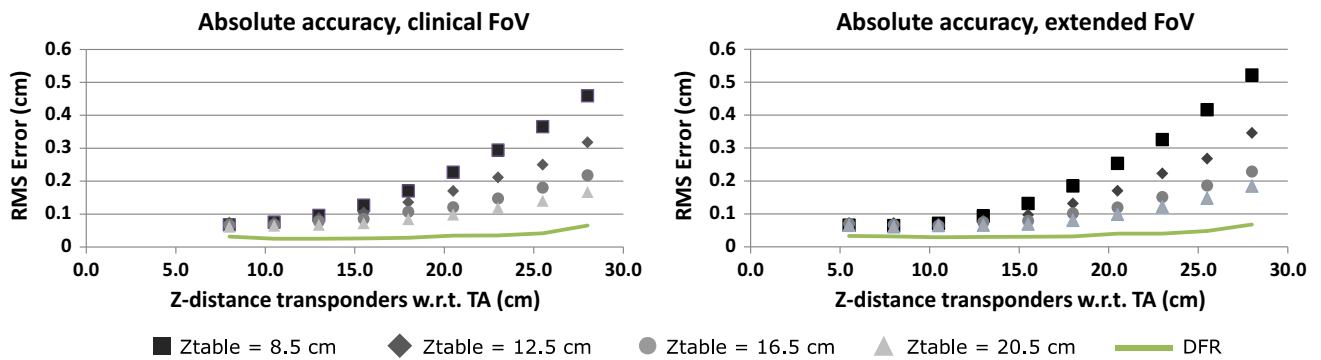 Absolute accuracy, clinical FoV
RMS Error (cm)
0.6
0.5
0.4
0.3
0.2
0.1
0
0.0 5.0 10.0 15.0 20.0 25.0 30.0
Z-distance transponders w.r.t. TA (cm)
Absolute accuracy, extended FoV
RMS Error (cm)
0.6
0.5
0.4
0.3
0.2
0.1
0
0.0 5.0 10.0 15.0 20.0 25.0 30.0
Z-distance transponders w.r.t. TA (cm)
Ztable = 8.5 cm Ztable = 12.5 cm Ztable = 16.5 cm Ztable = 20.5 cm DFR